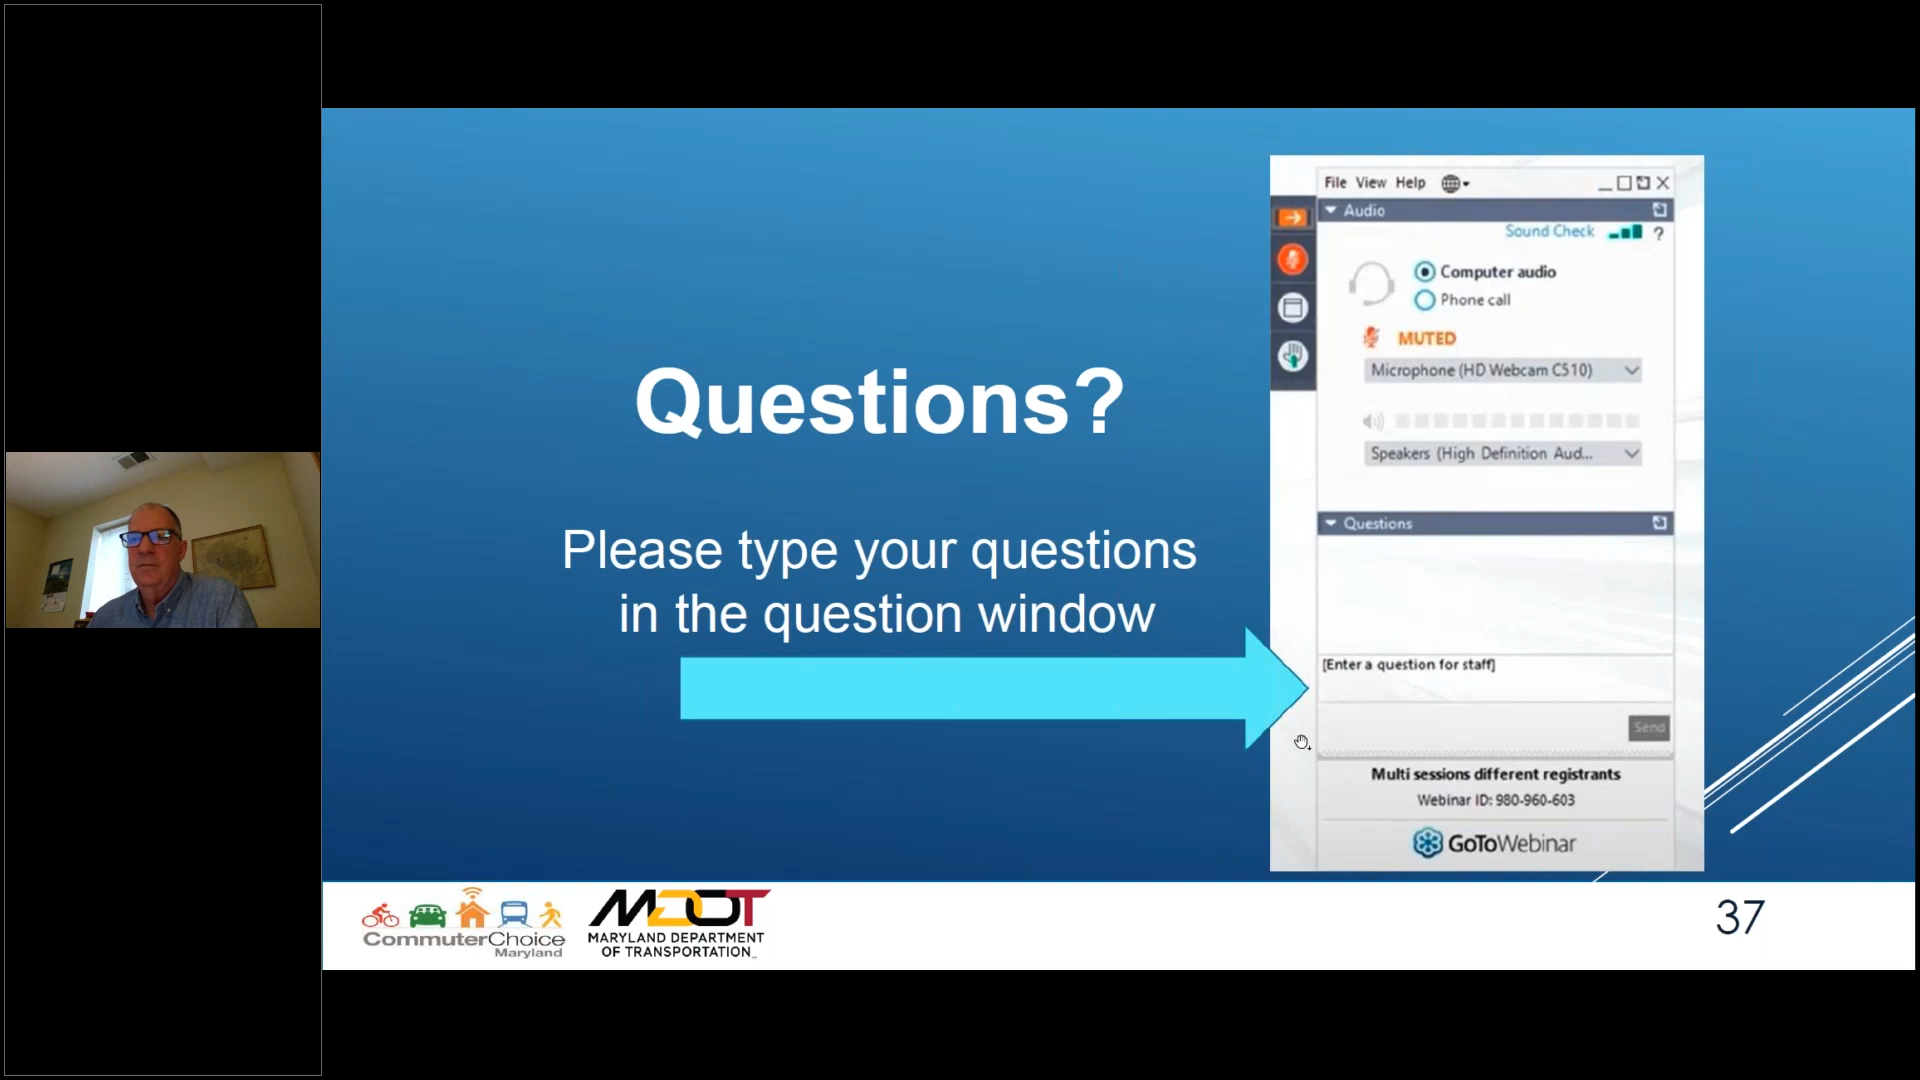 Questions?
Please type your questions
in the question window
File View Help
Audio
Sound Check ?
Computer audio
Phone call
MUTED
Microphone (HD Webcam C510)
Speakers (High Definition Aud...
Questions
[Enter a question for staff]
Send
Multi sessions different registrants
Webinar ID: 980-960-603
GoToWebinar
CommuterChoice
Maryland
MDOT
MARYLAND DEPARTMENT
OF TRANSPORTATION
37